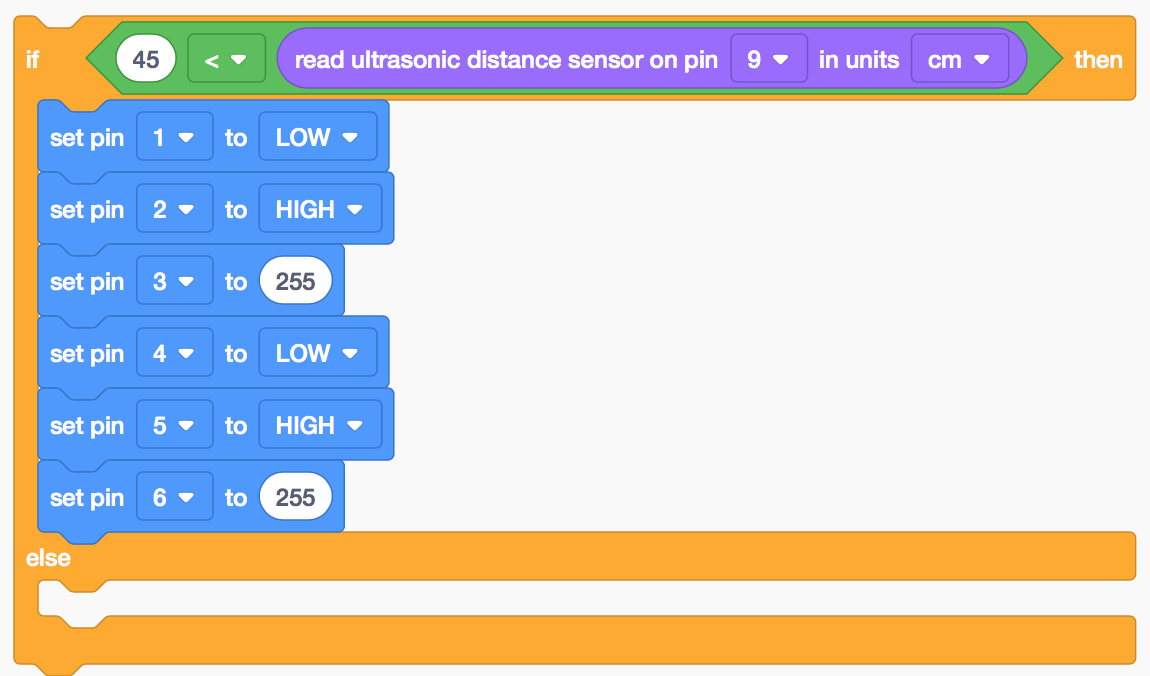 if 45 < read ultrasonic distance sensor on pin 9 in units cm then
set pin 1 to LOW
set pin 2 to HIGH
set pin 3 to 255
set pin 4 to LOW
set pin 5 to HIGH
set pin 6 to 255
else